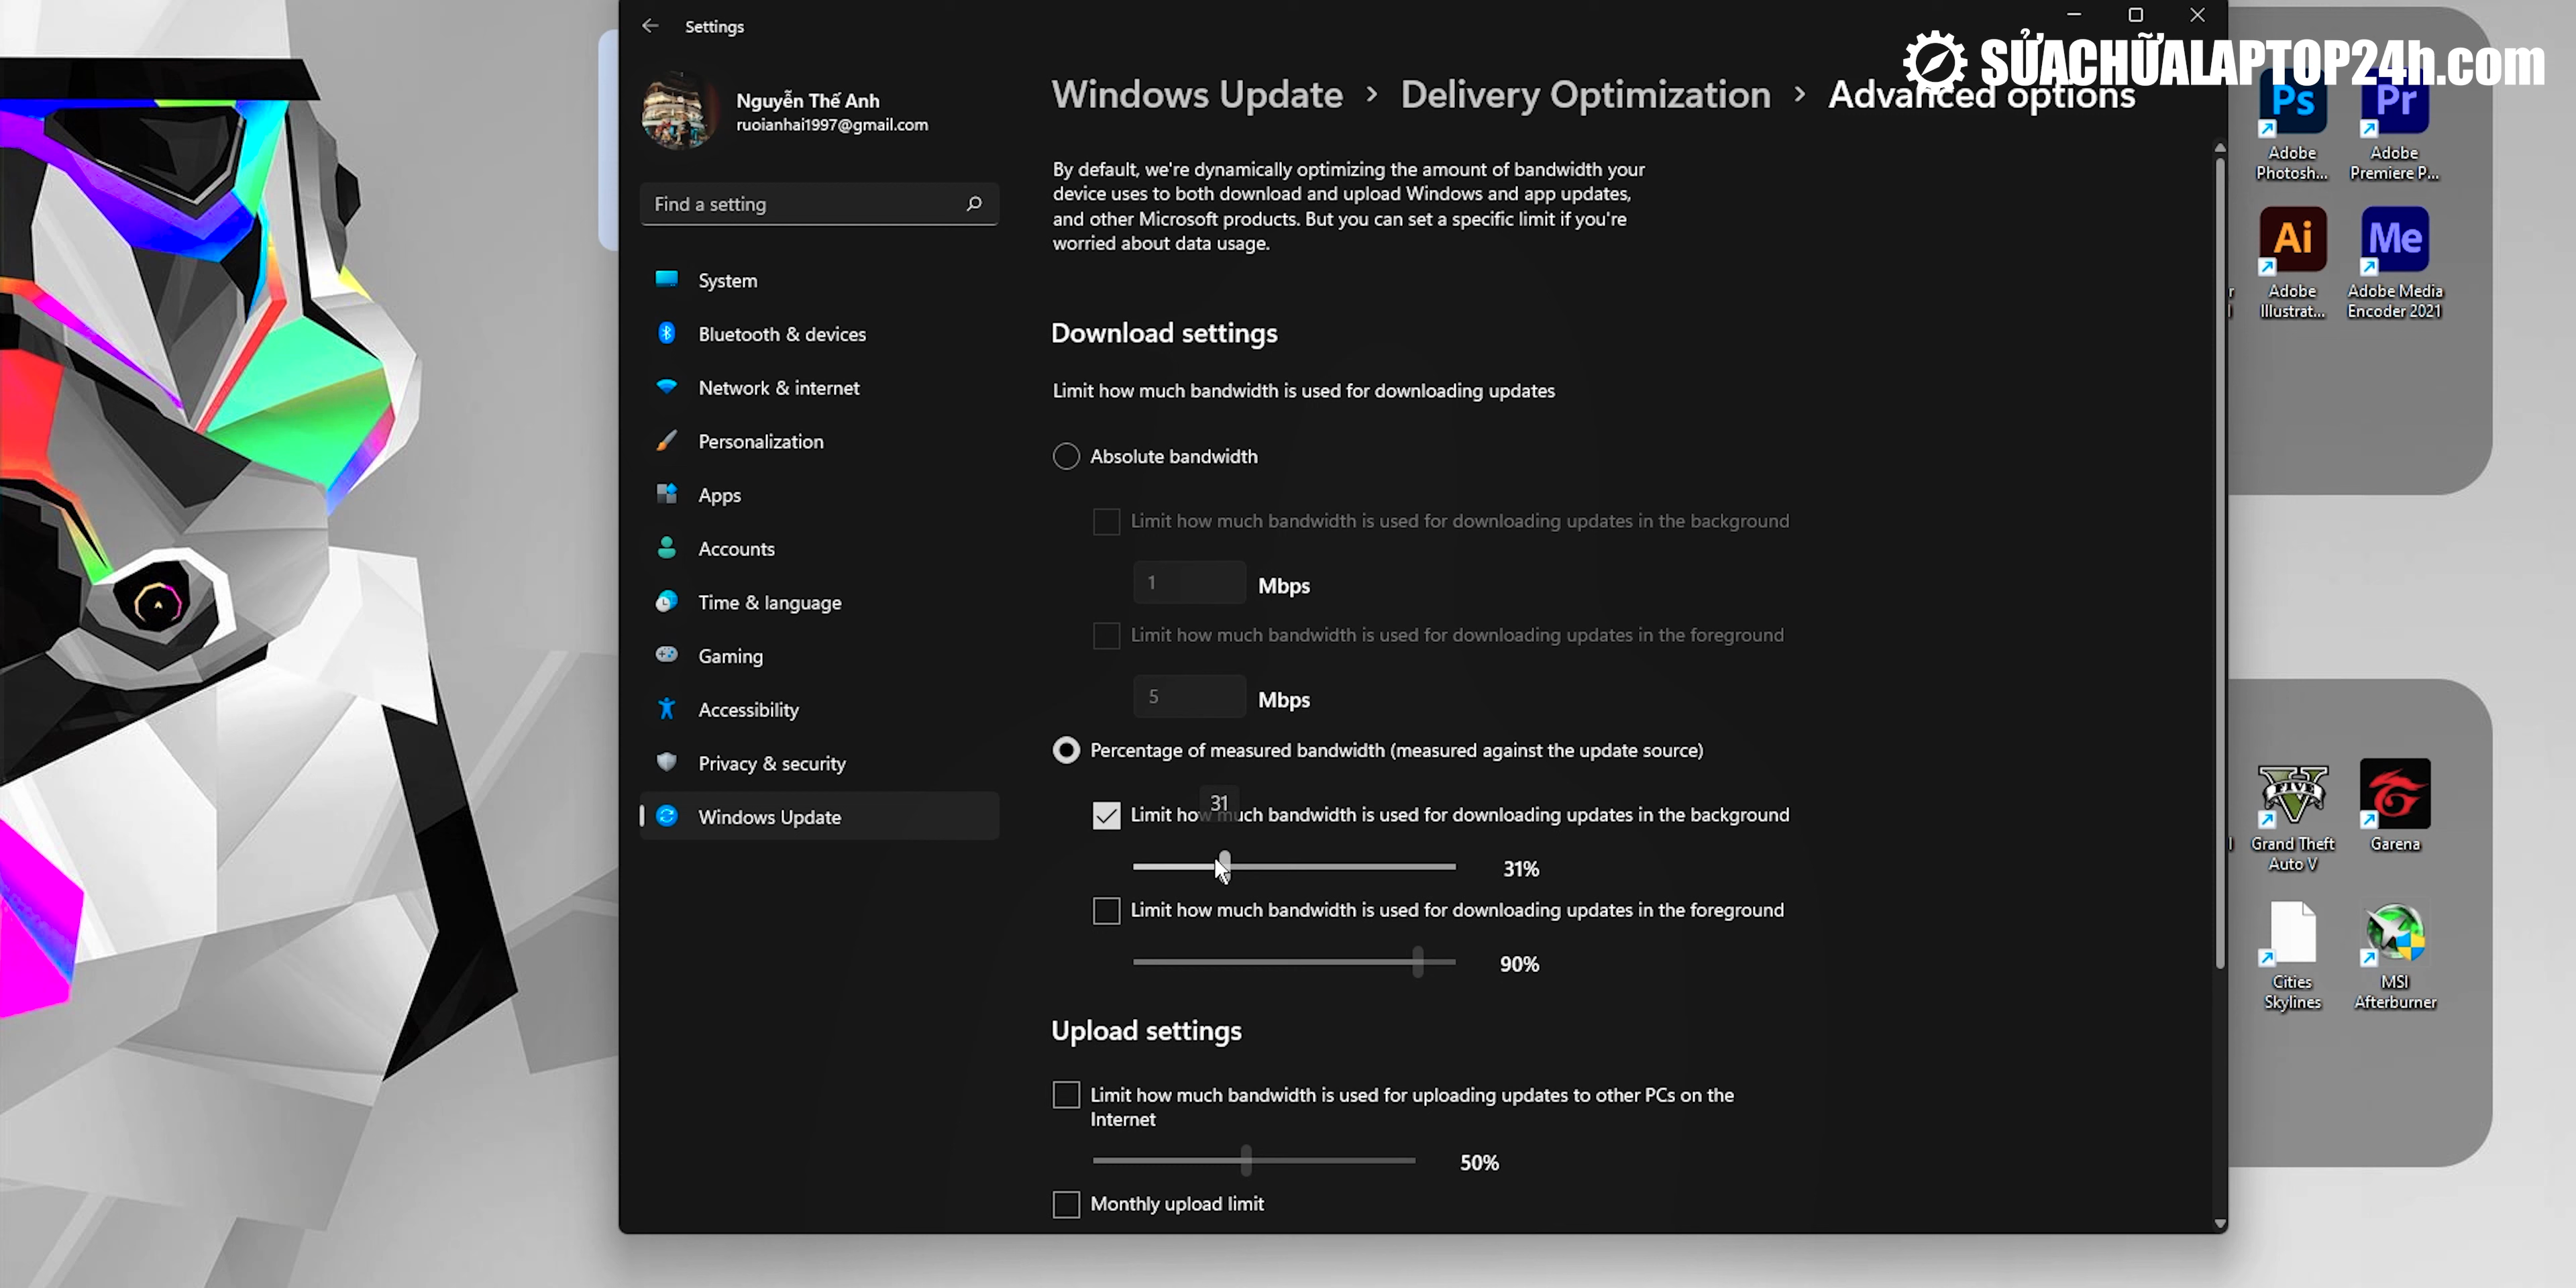 Settings
SỬACHỮALAPTOP24h.com
Nguyễn Thế Anh
ruoianhai1997@gmail.com
Find a setting
System
Bluetooth & devices
Network & internet
Personalization
Apps
Accounts
Time & language
Gaming
Accessibility
Privacy & security
Windows Update
Windows Update › Delivery Optimization › Advanced options
By default, we're dynamically optimizing the amount of bandwidth your
device uses to both download and upload Windows and app updates,
and other Microsoft products. But you can set a specific limit if you're
worried about data usage.
Download settings
Limit how much bandwidth is used for downloading updates
Absolute bandwidth
Limit how much bandwidth is used for downloading updates in the background
1 Mbps
Limit how much bandwidth is used for downloading updates in the foreground
5 Mbps
Percentage of measured bandwidth (measured against the update source)
31
Limit how much bandwidth is used for downloading updates in the background
31%
Limit how much bandwidth is used for downloading updates in the foreground
90%
Upload settings
Limit how much bandwidth is used for uploading updates to other PCs on the
Internet
50%
Monthly upload limit
Ps
Adobe
Photosh...
Pr
Adobe
Premiere P...
Ai
Adobe
Illustrat...
Me
Adobe Media
Encoder 2021
FIVE
Grand Theft
Auto V
Garena
Cities
Skylines
MSI
Afterburner